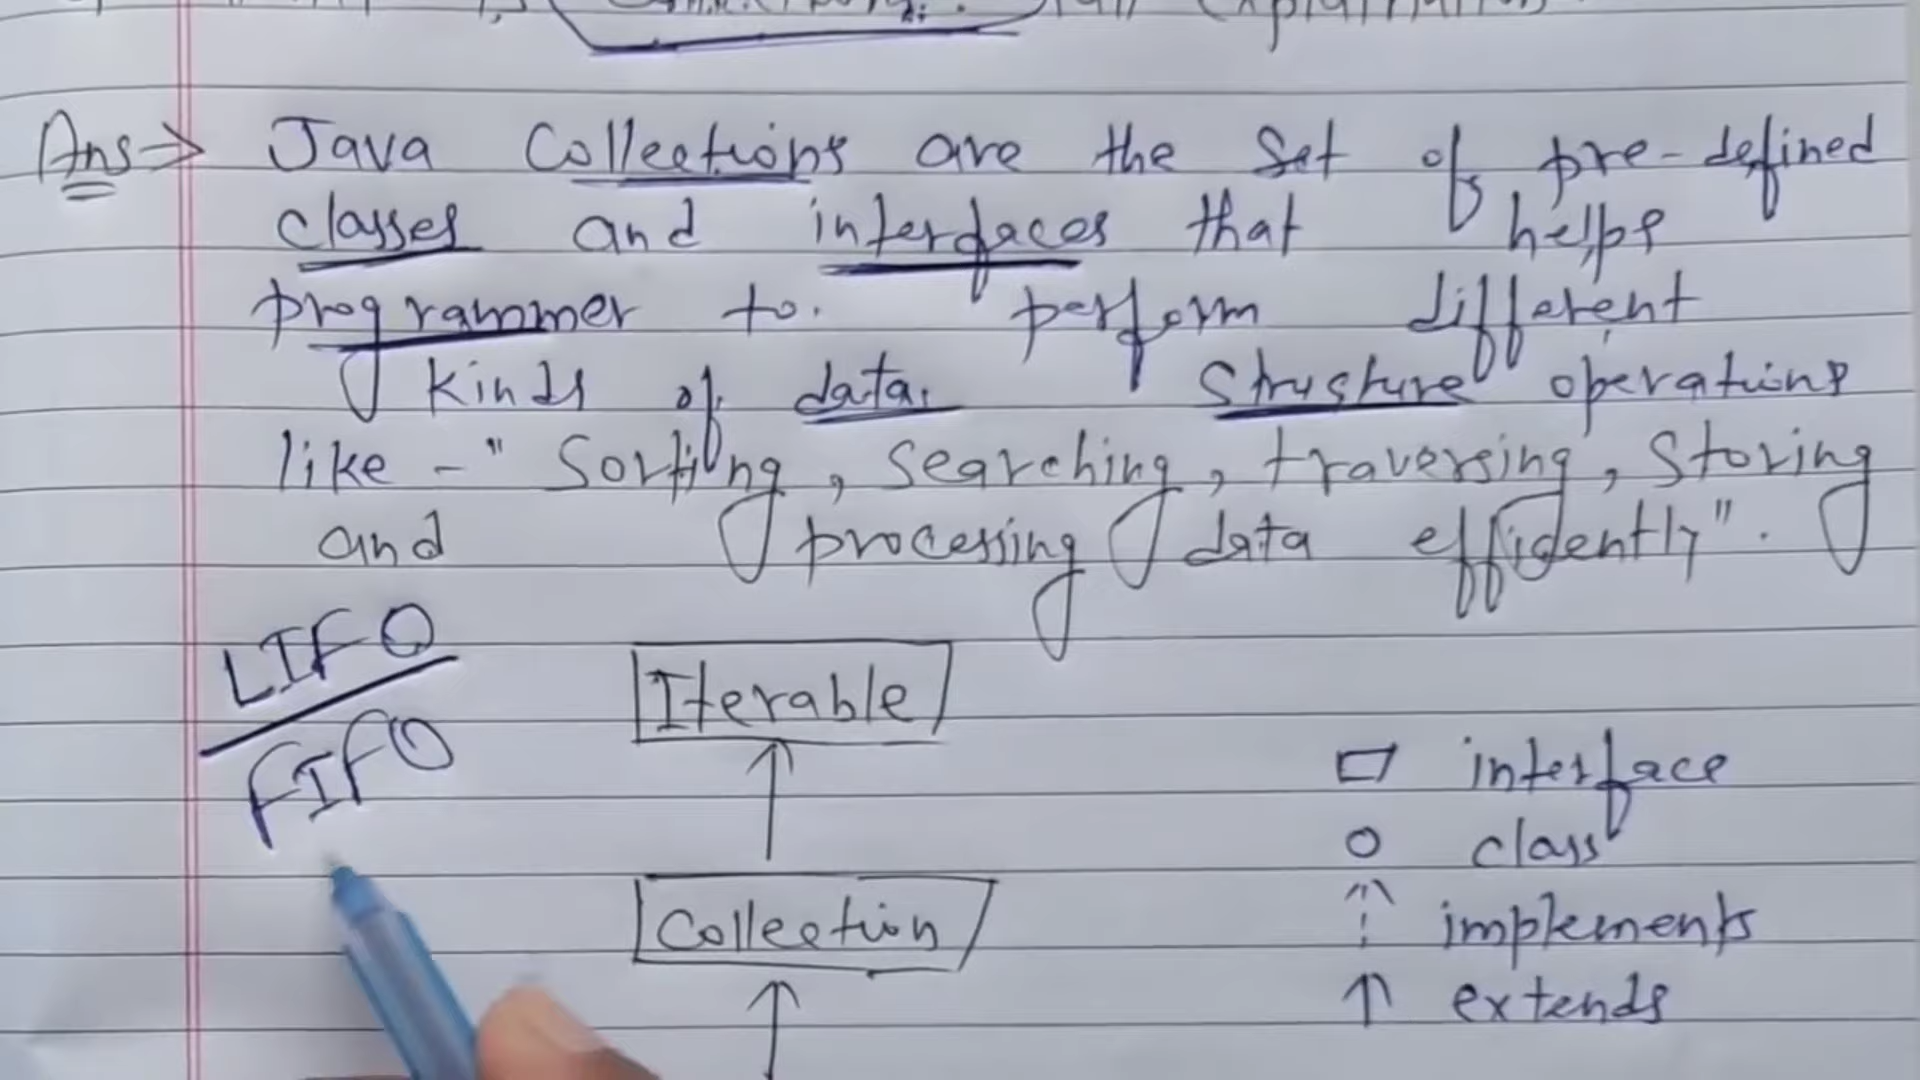 Ans⇒ Java Collections are the Set of pre-defined
classes and interfaces that helps
programmer to perform different
kinds of data Structure operations
like - " Sorting, Searching, traversing, Storing
and processing data efficiently".
LIFO
FIFO
Iterable
Collection
interface
class
implements
extends